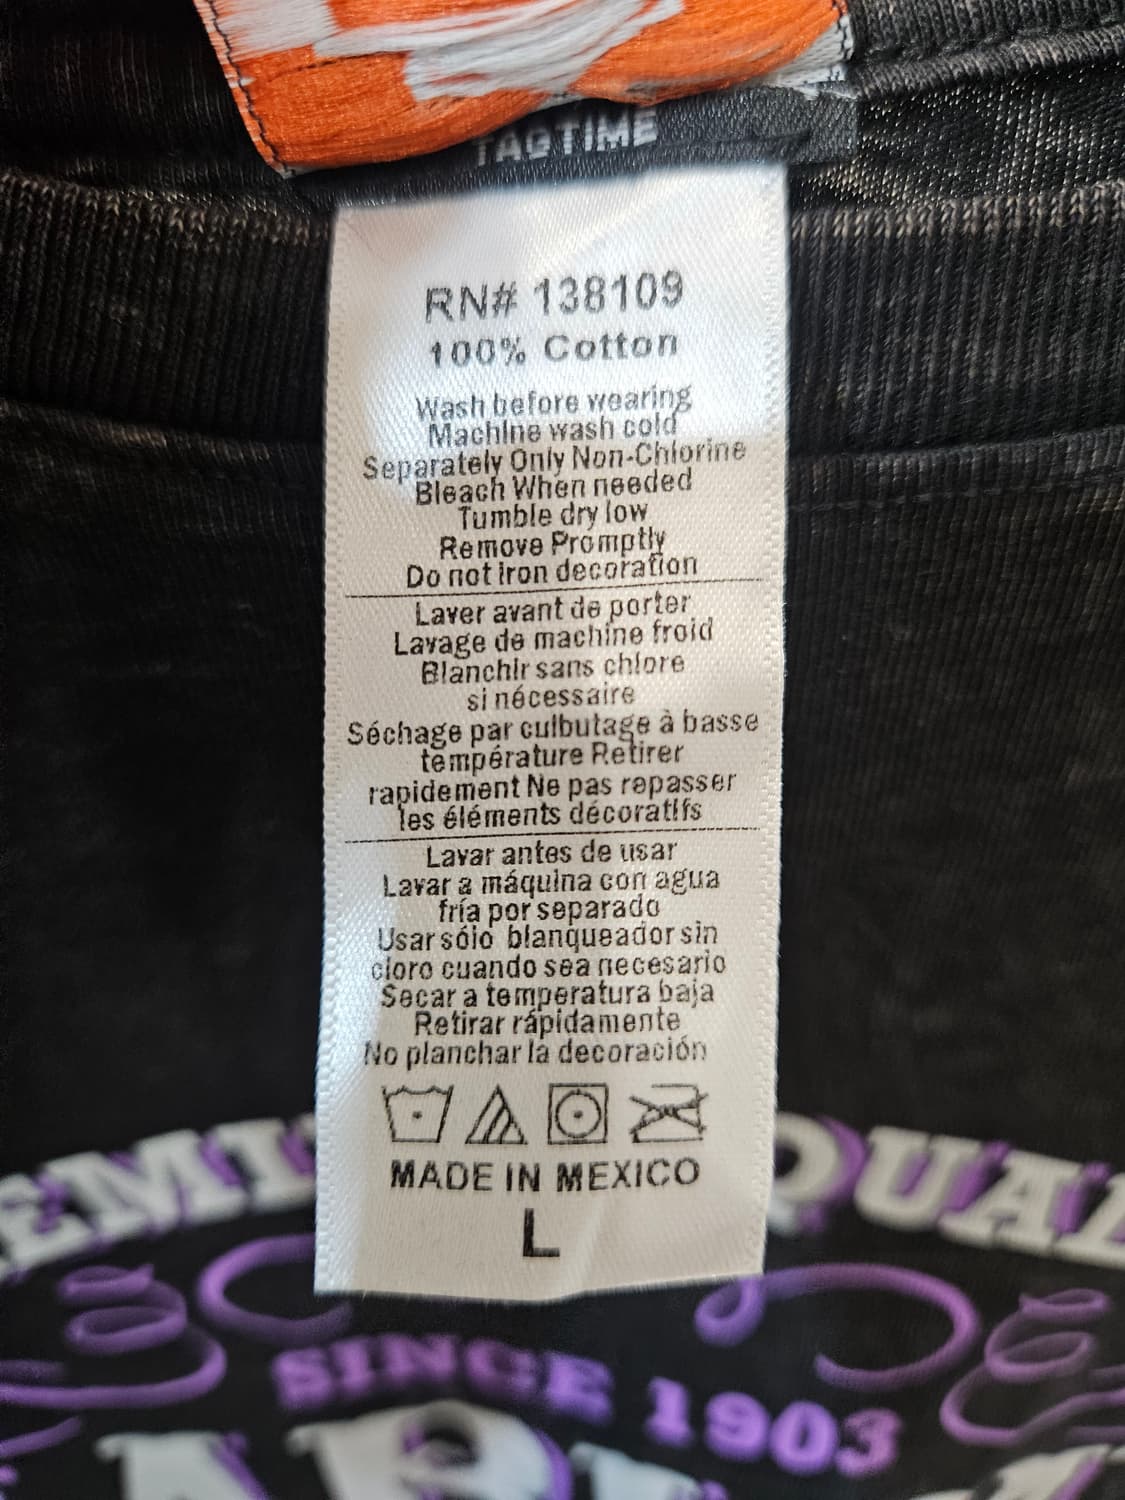 TAGTIME
RN# 138109
100% Cotton
Wash before wearing
Machine wash cold
Separately Only Non-Chlorine
Bleach When needed
Tumble dry low
Remove Promptly
Do not iron decoration
Laver avant de porter
Lavage de machine froid
Blanchir sans chlore
si nécessaire
Séchage par culbutage à basse
température Retirer
rapidement Ne pas repasser
les éléments décoratifs
Lavar antes de usar
Lavar a máquina con agua
fría por separado
Usar sólo blanqueador sin
cloro cuando sea necesario
Secar a temperatura baja
Retirar rápidamente
No planchar la decoración
MADE IN MEXICO
L
SINCE 1903